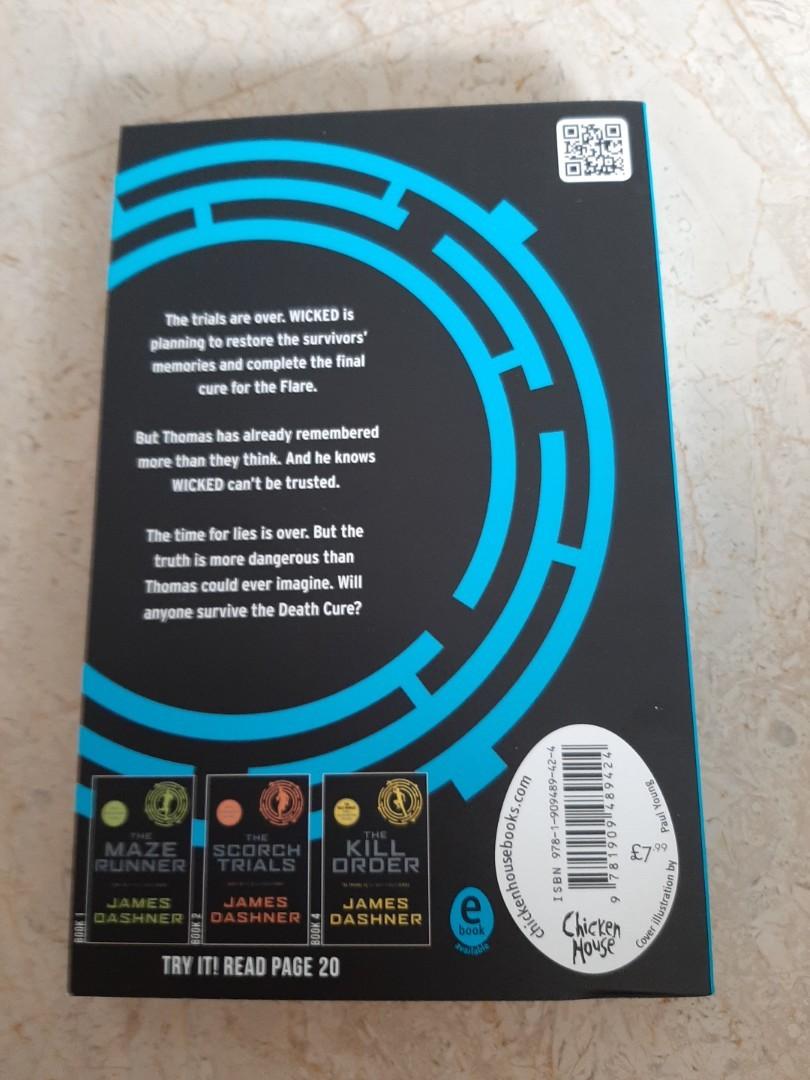 The trials are over. WICKED is
planning to restore the survivors'
memories and complete the final
cure for the Flare.
But Thomas has already remembered
more than they think. And he knows
WICKED can't be trusted.
The time for lies is over. But the
truth is more dangerous than
Thomas could ever imagine. Will
anyone survive the Death Cure?
BOOK 1
THE
MAZE
RUNNER
JAMES
DASHNER
BOOK 2
THE
SCORCH
TRIALS
JAMES
DASHNER
BOOK 4
THE
KILL
ORDER
JAMES
DASHNER
TRY IT! READ PAGE 20
e
book
available
chickenhousebooks.com
ISBN 978-1-909489-42-4
9 781909 489424
£7.99
Chicken
House
Cover illustration by Paul Young